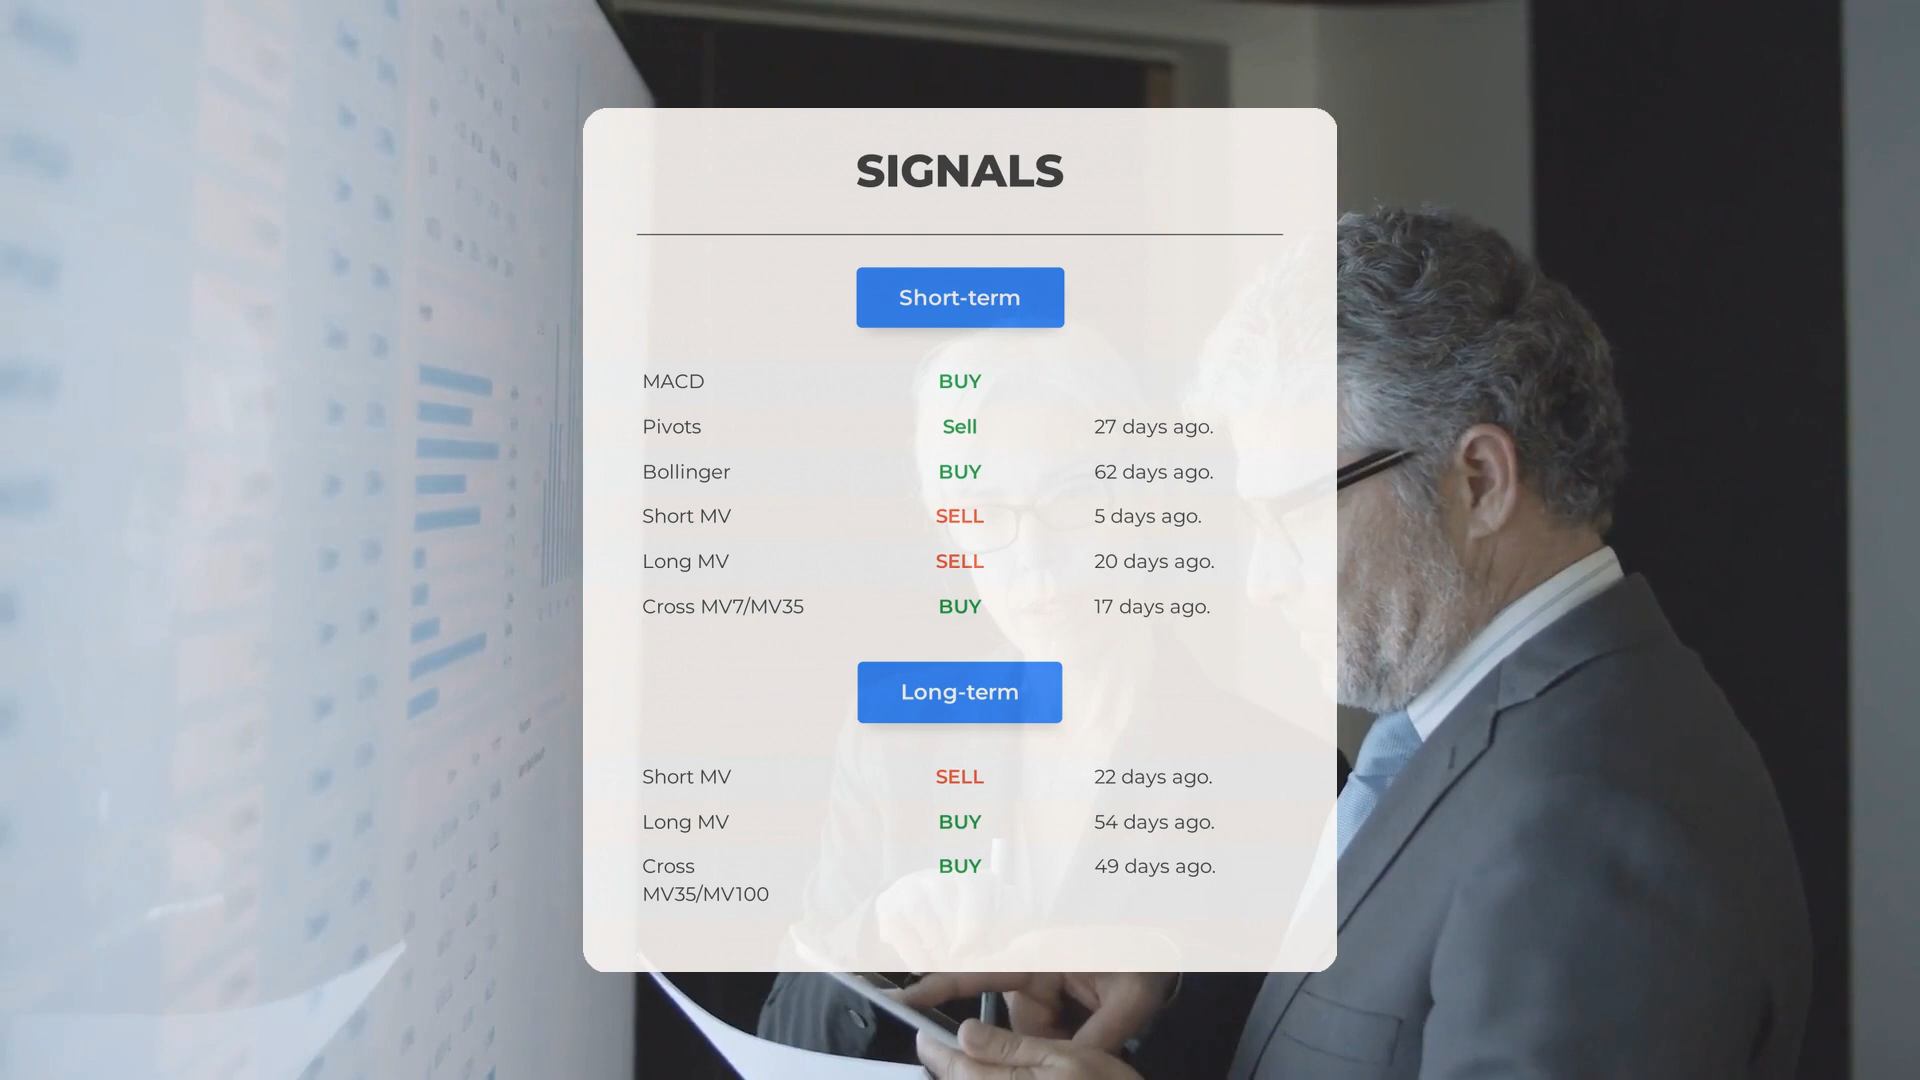 SIGNALS
Short-term
MACD BUY
Pivots Sell 27 days ago.
Bollinger BUY 62 days ago.
Short MV SELL 5 days ago.
Long MV SELL 20 days ago.
Cross MV7/MV35 BUY 17 days ago.
Long-term
Short MV SELL 22 days ago.
Long MV BUY 54 days ago.
Cross BUY 49 days ago.
MV35/MV100